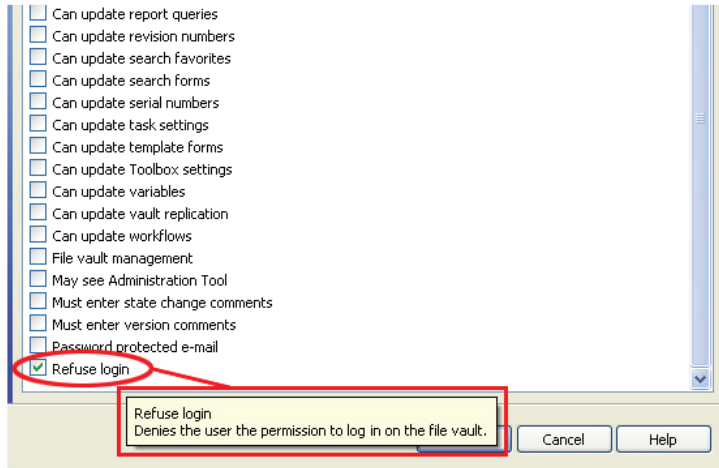 Can update report queries
Can update revision numbers
Can update search favorites
Can update search forms
Can update serial numbers
Can update task settings
Can update template forms
Can update Toolbox settings
Can update variables
Can update vault replication
Can update workflows
File vault management
May see Administration Tool
Must enter state change comments
Must enter version comments
Password protected e-mail
Refuse login
Refuse login
Denies the user the permission to log in on the file vault.
Cancel
Help